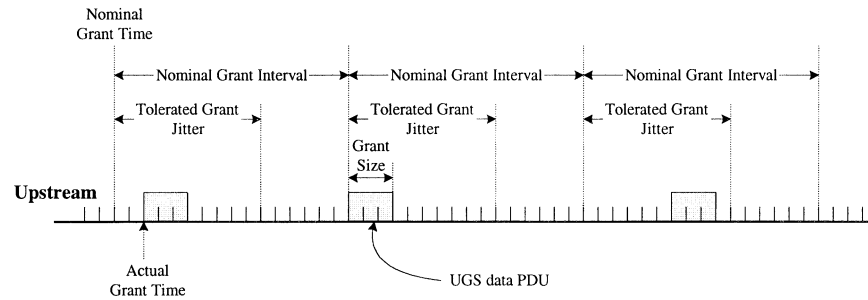 Nominal
Grant Time
Nominal Grant Interval
Nominal Grant Interval
Nominal Grant Interval
Tolerated Grant
Jitter
Tolerated Grant
Jitter
Tolerated Grant
Jitter
Grant
Size
Upstream
Actual
Grant Time
UGS data PDU